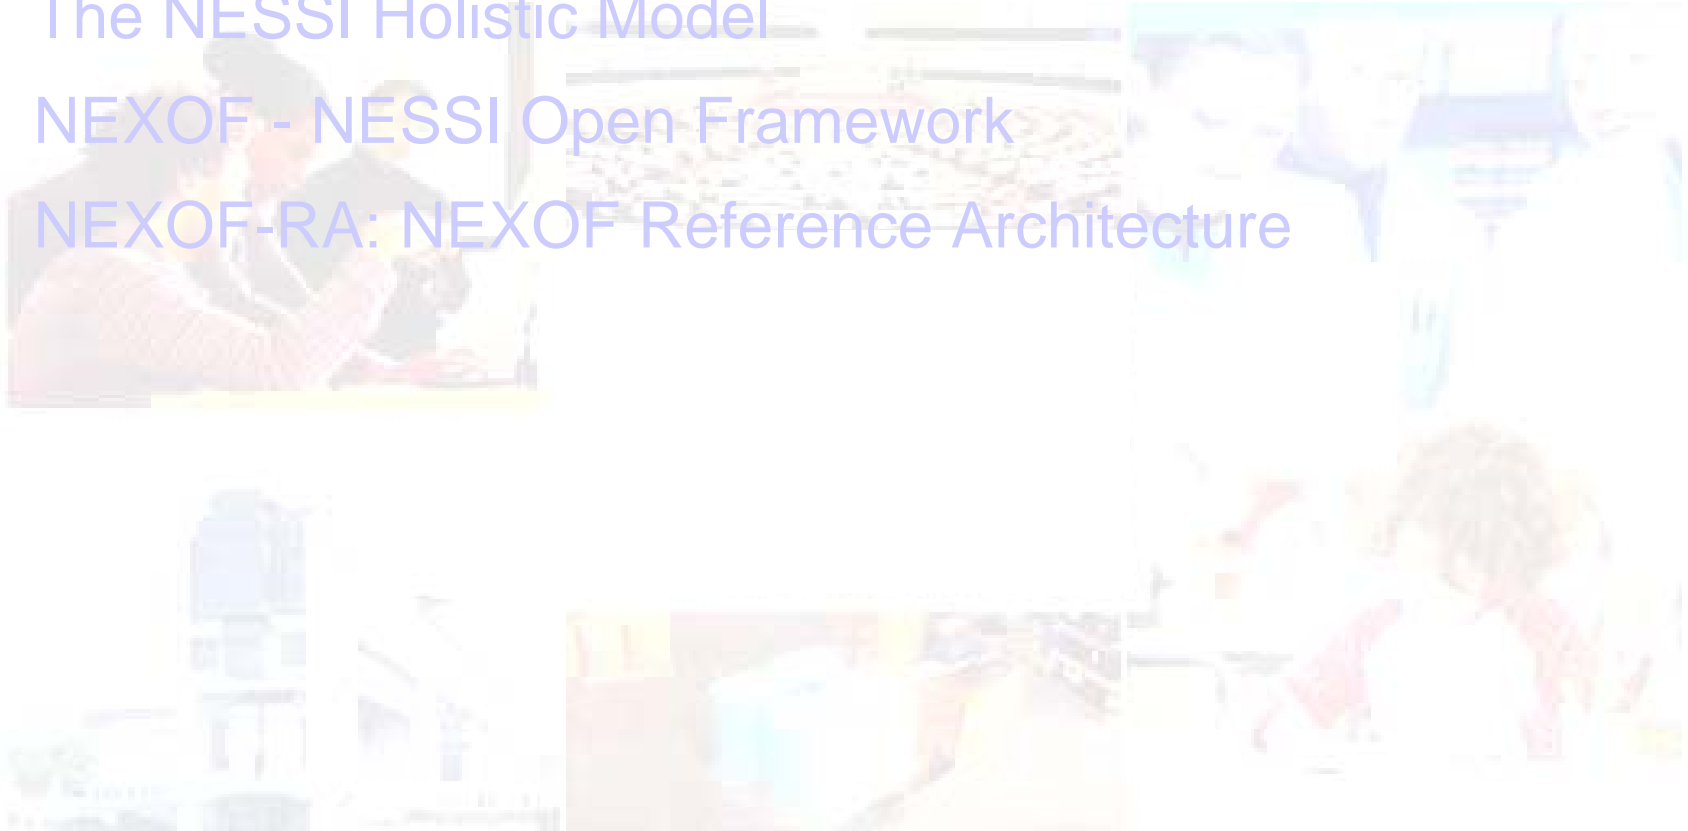 The NESSI Holistic Model
NEXOF - NESSI Open Framework
NEXOF-RA: NEXOF Reference Architecture